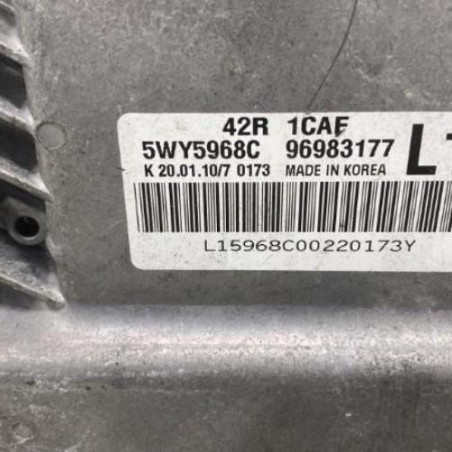 42R 1CAF
5WY5968C 96983177
K 20.01.10/7 0173 MADE IN KOREA
L15968C00220173Y